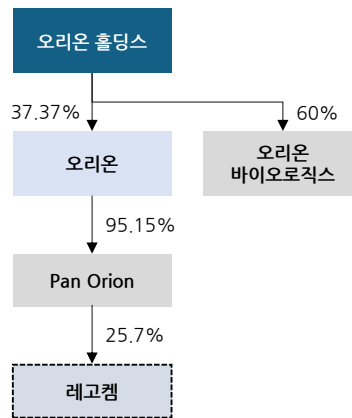 오리온 홀딩스
37.37%
60%
오리온
오리온
바이오로직스
95.15%
Pan Orion
25.7%
레고켐